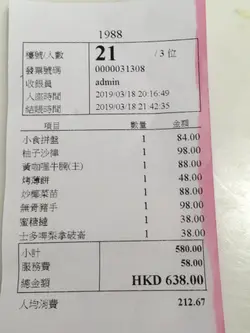 1988
檯號/人數 21 / 3 位
發票號碼 0000031308
收銀員 admin
入座時間 2019/03/18 20:16:49
結賬時間 2019/03/18 21:42:35
項目 數量 金額
小食拼盤 1 84.00
柚子沙律 1 98.00
黃咖喱牛腩(主) 1 88.00
烤薄餅 1 48.00
炒椰菜苗 1 88.00
無骨豬手 1 98.00
蜜糖 1 38.00
士多啤梨拿破崙 1 38.00
小計 580.00
服務費 58.00
總金額 HKD 638.00
人均消費 212.67